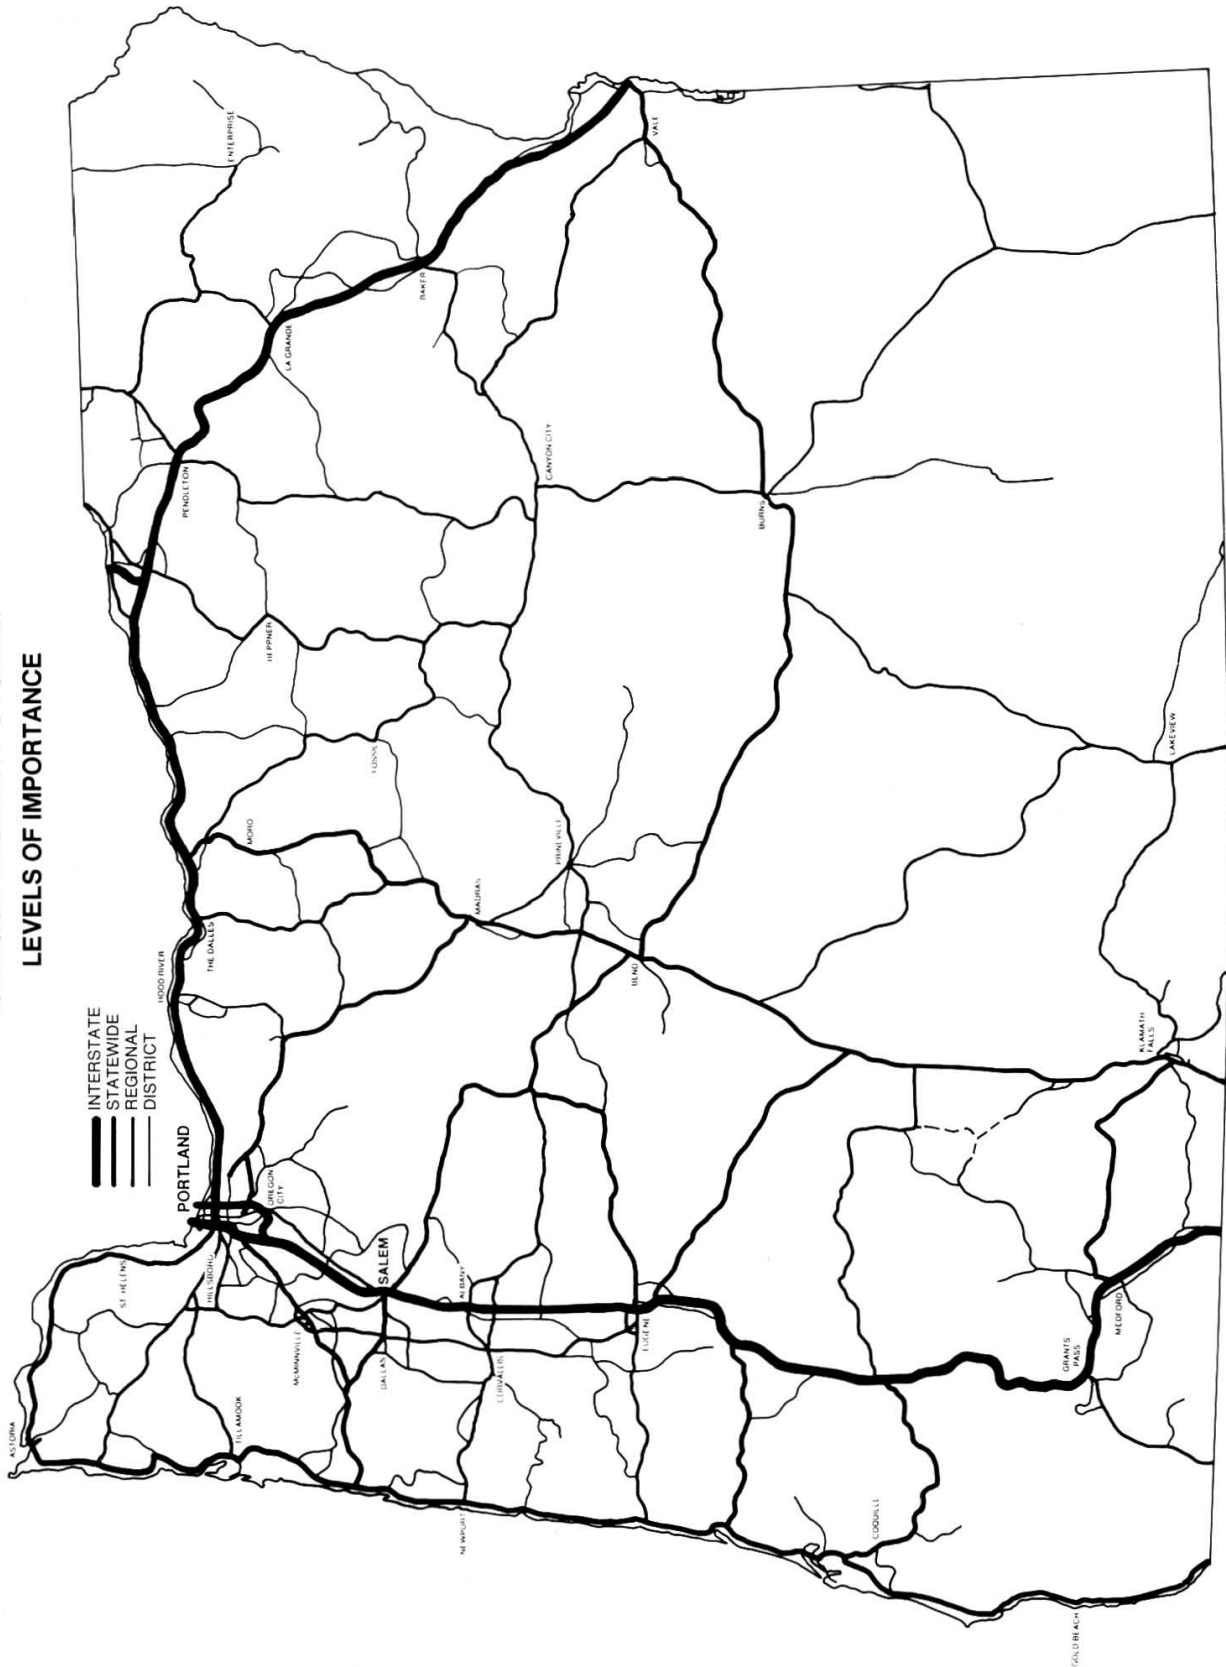 LEVELS OF IMPORTANCE
INTERSTATE
STATEWIDE
REGIONAL
DISTRICT
ASTORIA
ST. HELENS
PORTLAND
HOOD RIVER
THE DALLES
MORO
HEPPNER
PENDLETON
LA GRANDE
ENTERPRISE
HILLSBORO
OREGON
CITY
TILLAMOOK
MCMINNVILLE
SALEM
DALLAS
ALBANY
CORVALLIS
NEWPORT
MADRAS
FOSSIL
PRINEVILLE
CANYON CITY
BAKER
VALE
EUGENE
BEND
BURNS
COQUILLE
GOLD BEACH
GRANTS
PASS
MEDFORD
KLAMATH
FALLS
LAKEVIEW